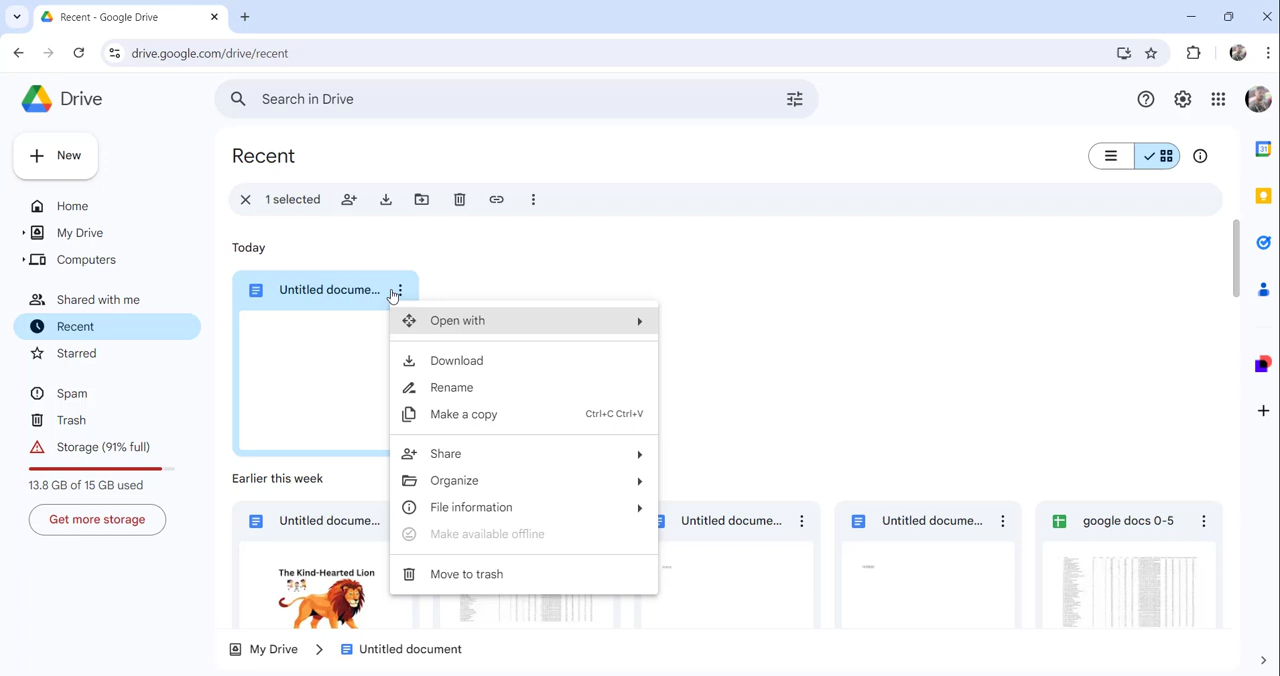 Recent - Google Drive
drive.google.com/drive/recent
Drive
Search in Drive
New
Recent
1 selected
Home
My Drive
Computers
Shared with me
Recent
Starred
Spam
Trash
Storage (91% full)
13.8 GB of 15 GB used
Get more storage
Today
Untitled docume...
Open with
Download
Rename
Make a copy Ctrl+C Ctrl+V
Share
Organize
File information
Make available offline
Move to trash
Earlier this week
Untitled docume...
Untitled docume...
Untitled docume...
google docs 0-5
The Kind-Hearted Lion
My Drive
Untitled document
31